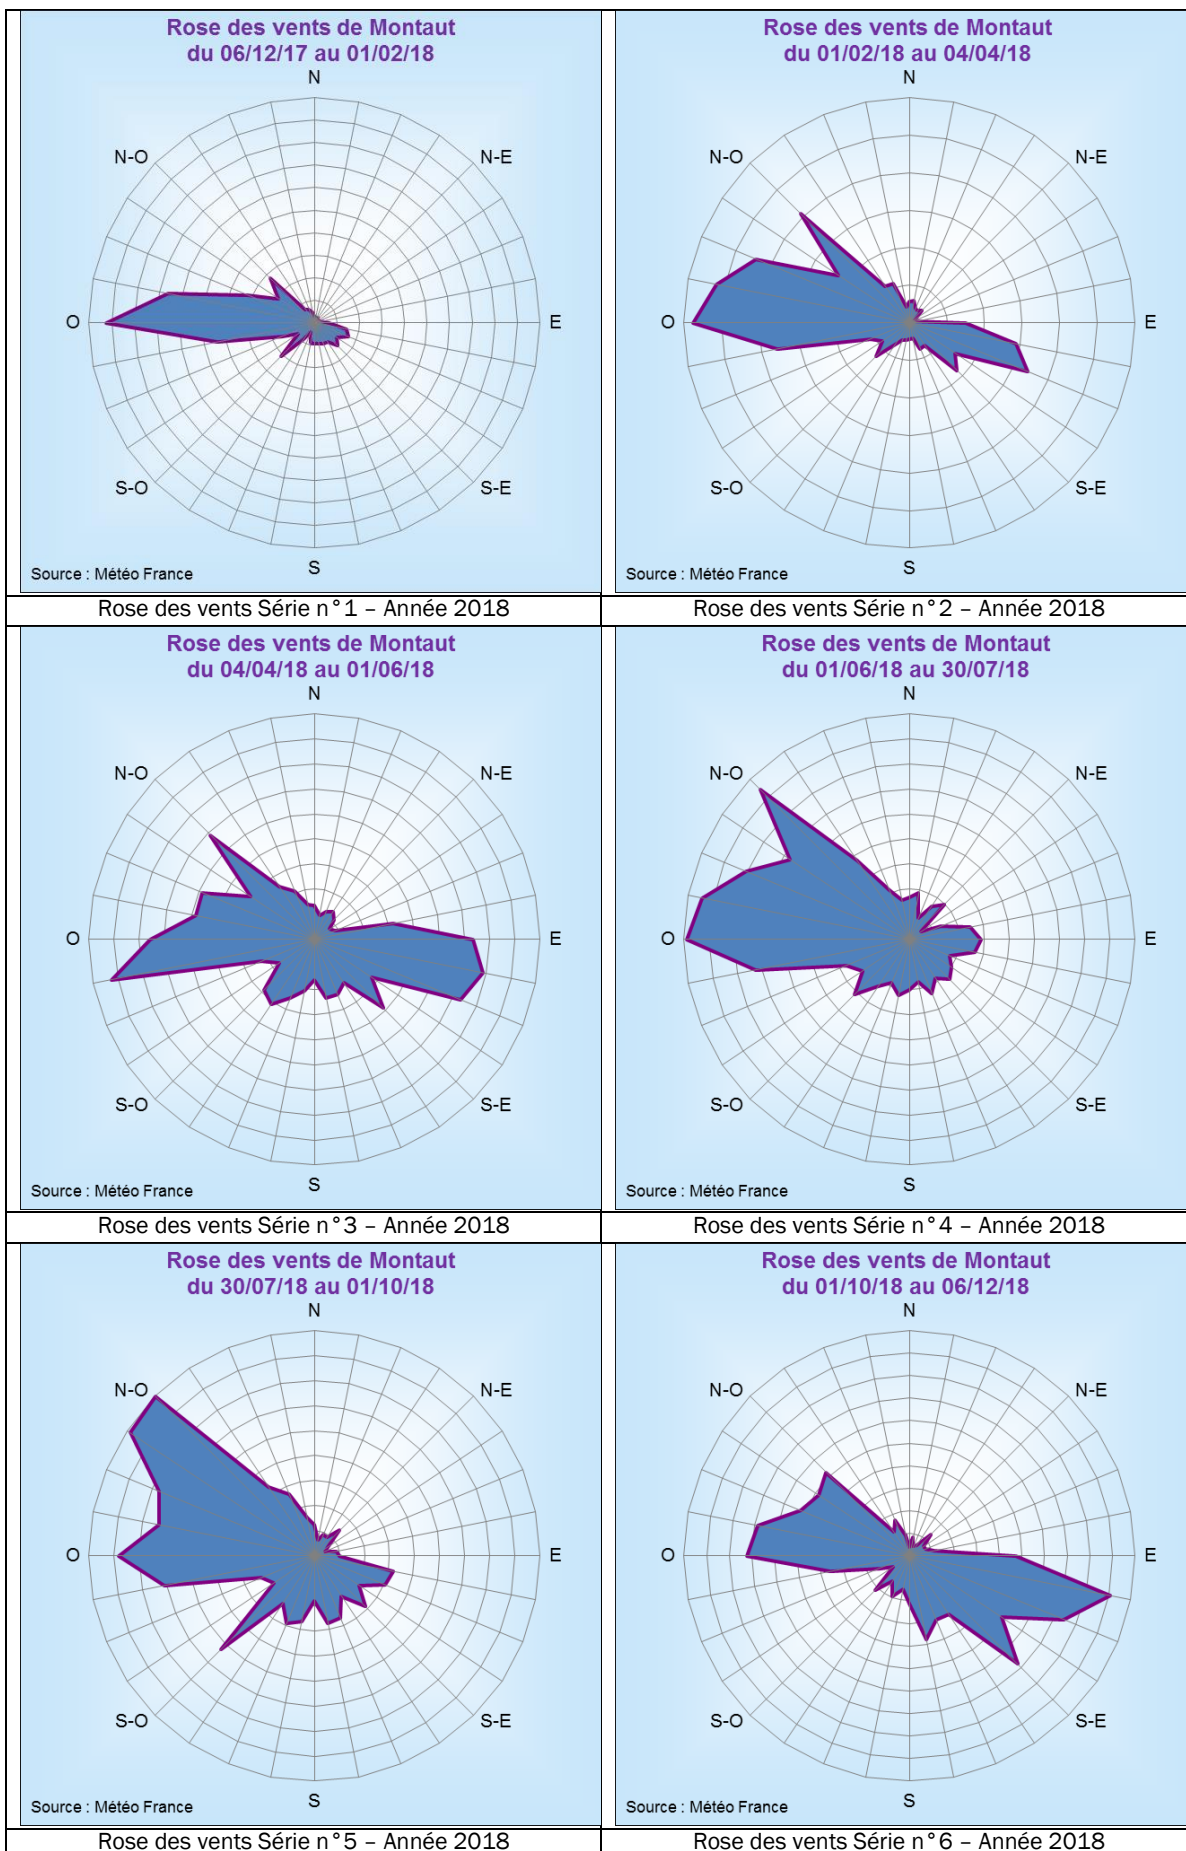 Rose des vents de Montaut
du 06/12/17 au 01/02/18
N
N-O
N-E
O
E
S-O
S-E
S
Source : Météo France
Rose des vents Série n°1 – Année 2018
Rose des vents de Montaut
du 01/02/18 au 04/04/18
N
N-O
N-E
O
E
S-O
S-E
S
Source : Météo France
Rose des vents Série n°2 – Année 2018
Rose des vents de Montaut
du 04/04/18 au 01/06/18
N
N-O
N-E
O
E
S-O
S-E
S
Source : Météo France
Rose des vents Série n°3 – Année 2018
Rose des vents de Montaut
du 01/06/18 au 30/07/18
N
N-O
N-E
O
E
S-O
S-E
S
Source : Météo France
Rose des vents Série n°4 – Année 2018
Rose des vents de Montaut
du 30/07/18 au 01/10/18
N
N-O
N-E
O
E
S-O
S-E
S
Source : Météo France
Rose des vents Série n°5 – Année 2018
Rose des vents de Montaut
du 01/10/18 au 06/12/18
N
N-O
N-E
O
E
S-O
S-E
S
Source : Météo France
Rose des vents Série n°6 – Année 2018